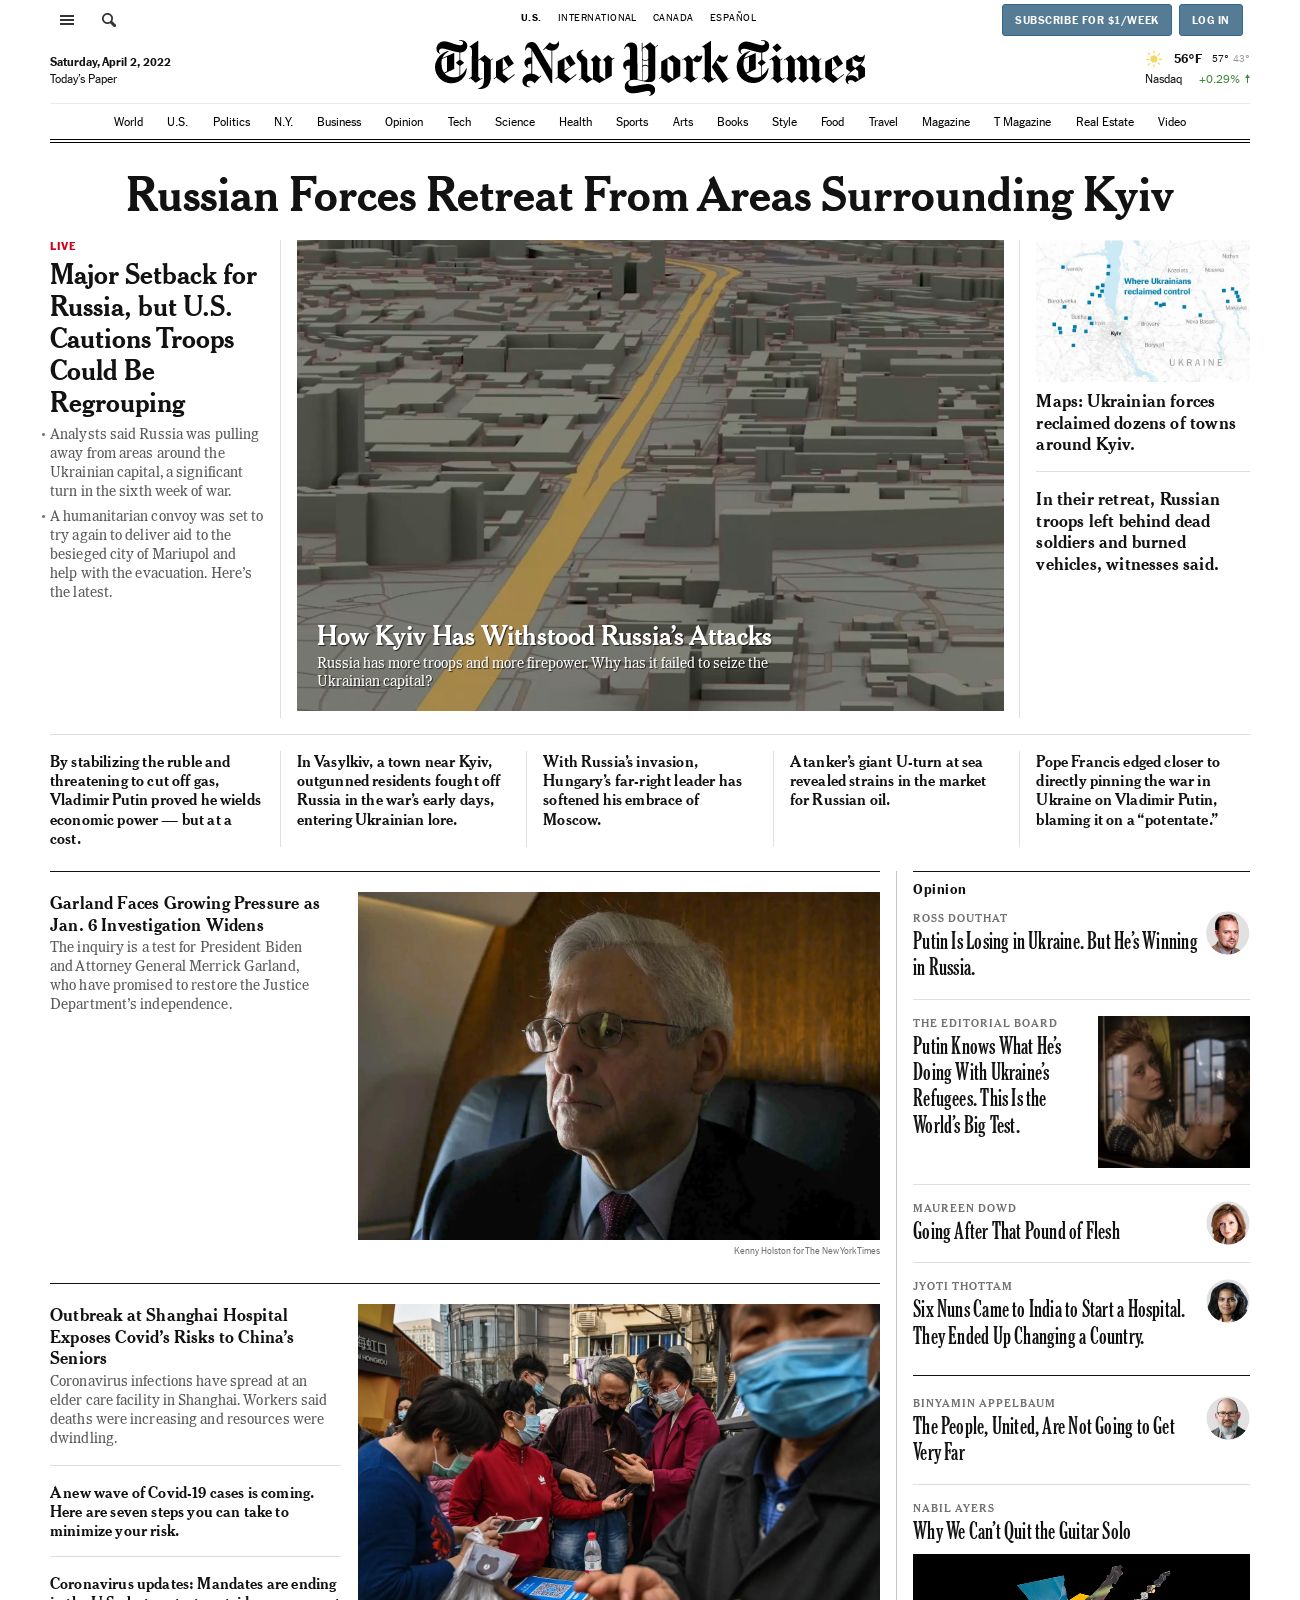 U.S. INTERNATIONAL CANADA ESPAÑOL
SUBSCRIBE FOR $1/WEEK
LOG IN
Saturday, April 2, 2022
Today's Paper
The New York Times
56°F 57° 43°
Nasdaq +0.29% ↑
World U.S. Politics N.Y. Business Opinion Tech Science Health Sports Arts Books Style Food Travel Magazine T Magazine Real Estate Video
Russian Forces Retreat From Areas Surrounding Kyiv
LIVE
Major Setback for
Russia, but U.S.
Cautions Troops
Could Be
Regrouping
• Analysts said Russia was pulling
away from areas around the
Ukrainian capital, a significant
turn in the sixth week of war.
• A humanitarian convoy was set to
try again to deliver aid to the
besieged city of Mariupol and
help with the evacuation. Here's
the latest.
How Kyiv Has Withstood Russia's Attacks
Russia has more troops and more firepower. Why has it failed to seize the
Ukrainian capital?
Where Ukrainians
reclaimed control
Ivankiv
Kozelets
Nosivka
Nizhyn
Borodyanka
Bucha
Irpin
Kyiv
Brovary
Nova Basan
Boryspil
UKRAINE
Maps: Ukrainian forces
reclaimed dozens of towns
around Kyiv.
In their retreat, Russian
troops left behind dead
soldiers and burned
vehicles, witnesses said.
By stabilizing the ruble and
threatening to cut off gas,
Vladimir Putin proved he wields
economic power — but at a
cost.
In Vasylkiv, a town near Kyiv,
outgunned residents fought off
Russia in the war's early days,
entering Ukrainian lore.
With Russia's invasion,
Hungary's far-right leader has
softened his embrace of
Moscow.
A tanker's giant U-turn at sea
revealed strains in the market
for Russian oil.
Pope Francis edged closer to
directly pinning the war in
Ukraine on Vladimir Putin,
blaming it on a “potentate.”
Garland Faces Growing Pressure as
Jan. 6 Investigation Widens
The inquiry is a test for President Biden
and Attorney General Merrick Garland,
who have promised to restore the Justice
Department's independence.
Kenny Holston for The New York Times
Outbreak at Shanghai Hospital
Exposes Covid's Risks to China's
Seniors
Coronavirus infections have spread at an
elder care facility in Shanghai. Workers said
deaths were increasing and resources were
dwindling.
A new wave of Covid-19 cases is coming.
Here are seven steps you can take to
minimize your risk.
Coronavirus updates: Mandates are ending
Opinion
ROSS DOUTHAT
Putin Is Losing in Ukraine. But He's Winning
in Russia.
THE EDITORIAL BOARD
Putin Knows What He's
Doing With Ukraine's
Refugees. This Is the
World's Big Test.
MAUREEN DOWD
Going After That Pound of Flesh
JYOTI THOTTAM
Six Nuns Came to India to Start a Hospital.
They Ended Up Changing a Country.
BINYAMIN APPELBAUM
The People, United, Are Not Going to Get
Very Far
NABIL AYERS
Why We Can't Quit the Guitar Solo